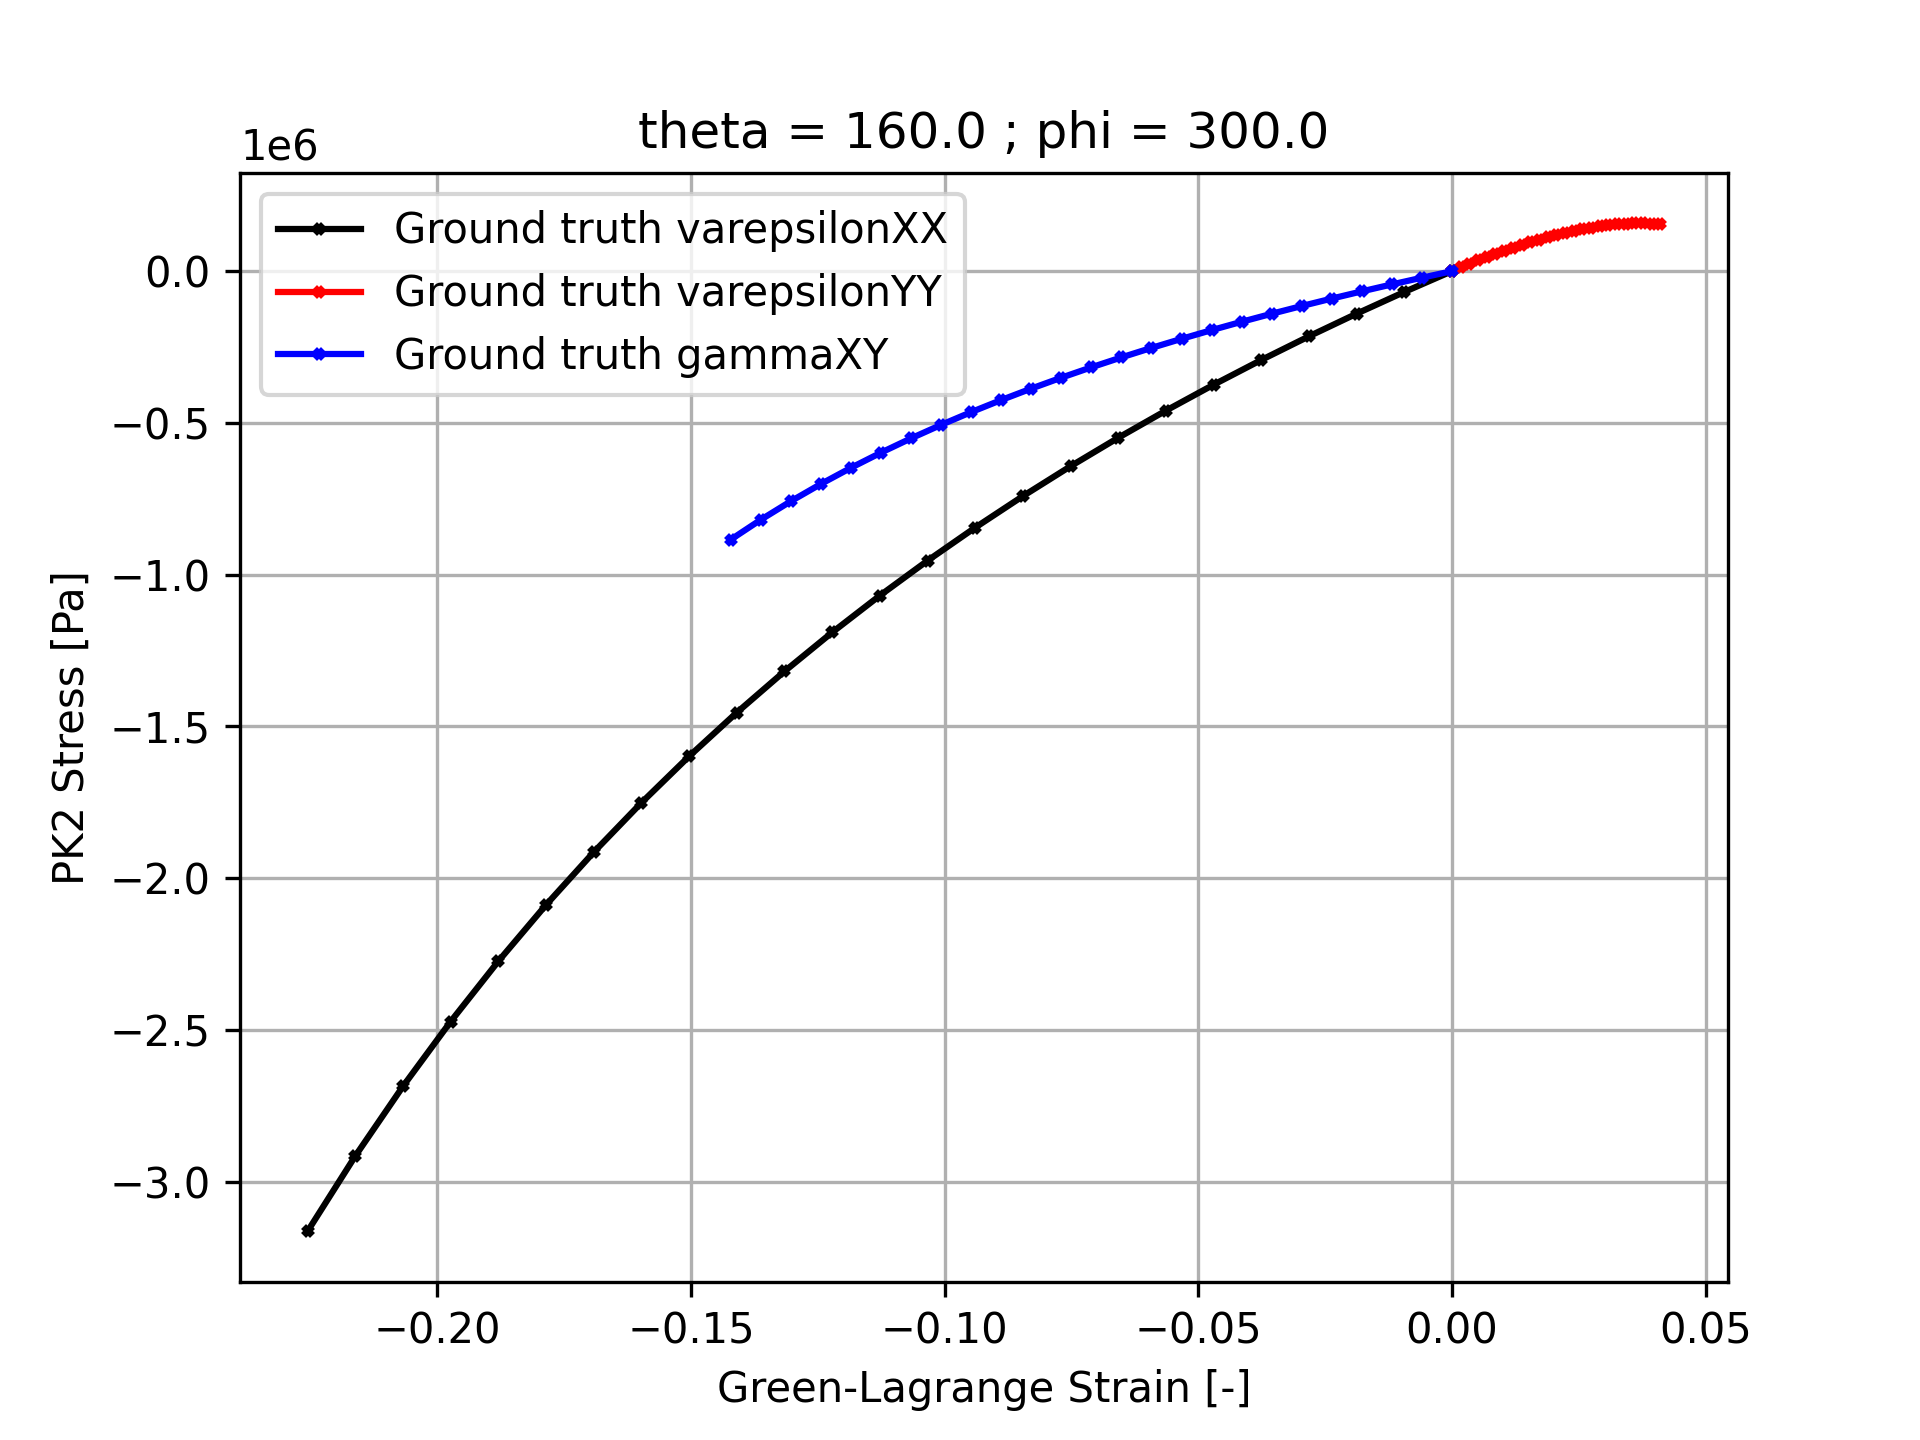 theta = 160.0 ; phi = 300.0
1e6
Ground truth varepsilonXX
Ground truth varepsilonYY
Ground truth gammaXY
0.0
−0.5
−1.0
−1.5
−2.0
−2.5
−3.0
PK2 Stress [Pa]
−0.20
−0.15
−0.10
−0.05
0.00
0.05
Green-Lagrange Strain [-]